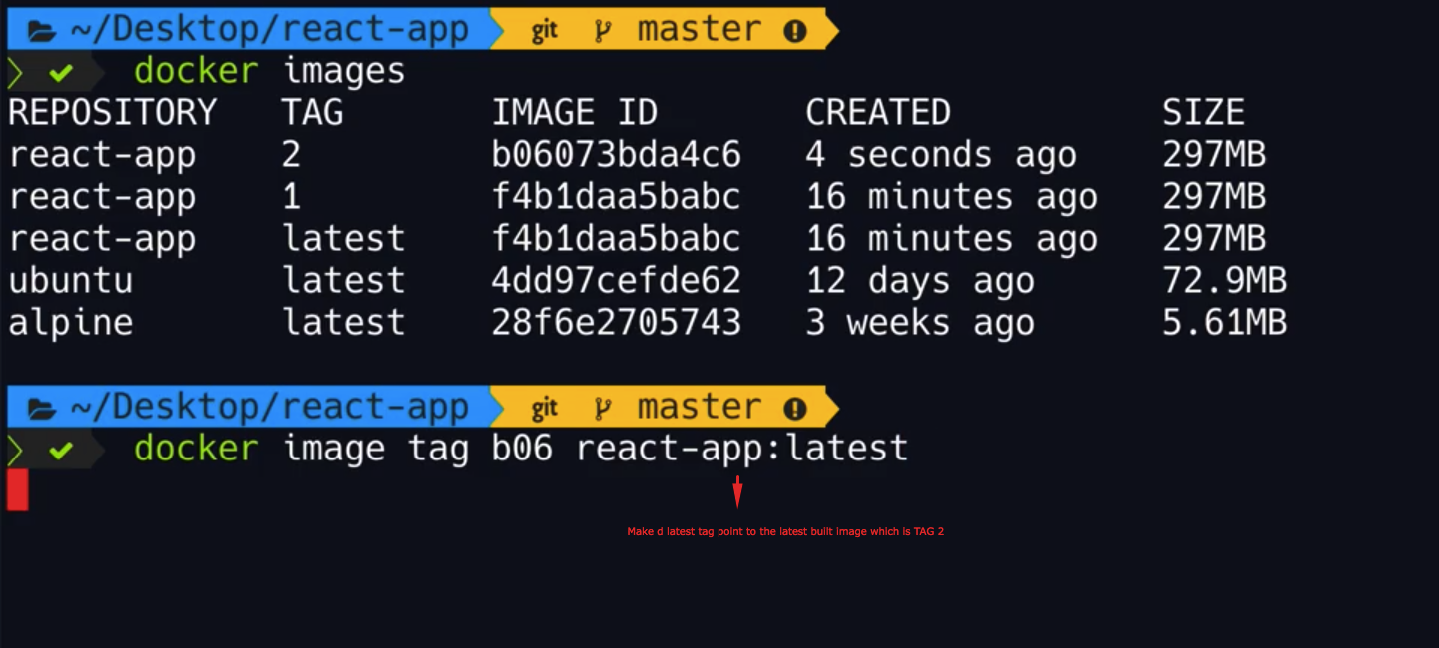 ~/Desktop/react-app git master
docker images
REPOSITORY TAG IMAGE ID CREATED SIZE
react-app 2 b06073bda4c6 4 seconds ago 297MB
react-app 1 f4b1daa5babc 16 minutes ago 297MB
react-app latest f4b1daa5babc 16 minutes ago 297MB
ubuntu latest 4dd97cefde62 12 days ago 72.9MB
alpine latest 28f6e2705743 3 weeks ago 5.61MB
~/Desktop/react-app git master
docker image tag b06 react-app:latest
Make d latest tag point to the latest built image which is TAG 2